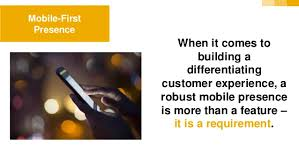 Mobile-First
Presence
When it comes to
building a
differentiating
customer experience, a
robust mobile presence
is more than a feature –
it is a requirement.